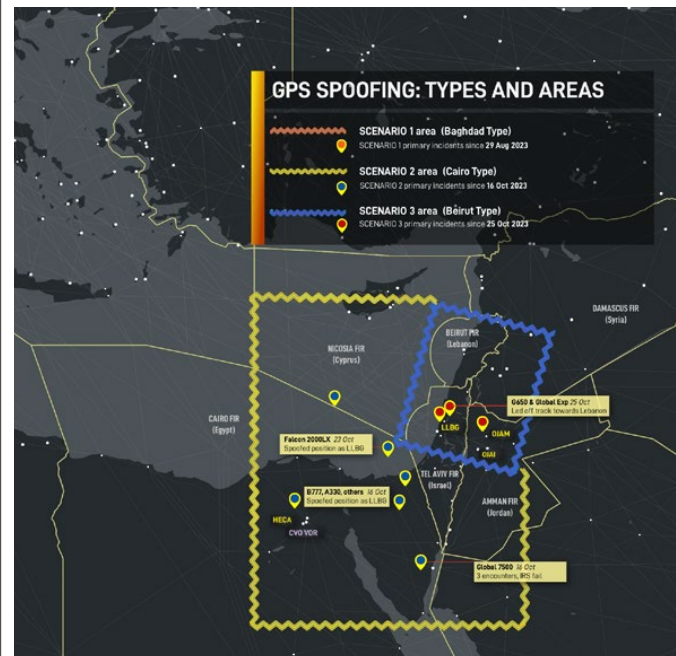 GPS SPOOFING: TYPES AND AREAS
SCENARIO 1 area (Baghdad Type)
SCENARIO 1 primary incidents since 29 Aug 2023
SCENARIO 2 area (Cairo Type)
SCENARIO 2 primary incidents since 16 Oct 2023
SCENARIO 3 area (Beirut Type)
SCENARIO 3 primary incidents since 25 Oct 2023
DAMASCUS FIR
(Syria)
BEIRUT FIR
(Lebanon)
NICOSIA FIR
(Cyprus)
G650 & Global Exp 25 Oct
Led off track towards Lebanon
CAIRO FIR
(Egypt)
LLBG
OJAM
Falcon 2000LX 23 Oct
Spoofed position as LLBG
OJAI
TEL AVIV FIR
(Israel)
B777, A330, others 16 Oct
Spoofed position as LLBG
AMMAN FIR
(Jordan)
HECA
CVO VOR
Global 7500 16 Oct
3 encounters, IRS fail